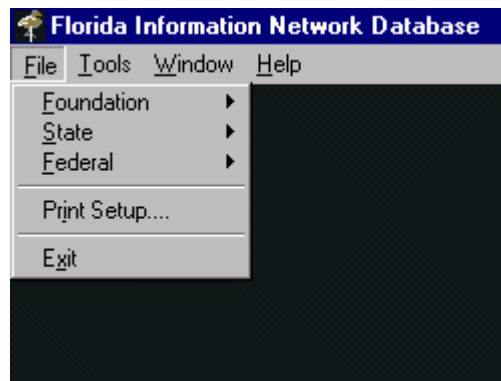 Florida Information Network Database
File Tools Window Help
Foundation
State
Federal
Print Setup....
Exit